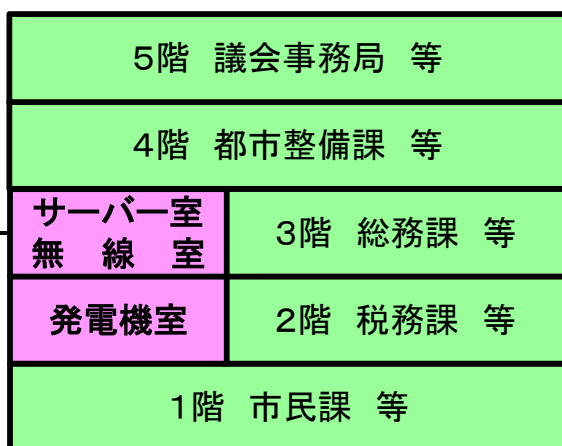 5階 議会事務局 等
4階 都市整備課 等
サーバー室
無線室
3階 総務課 等
発電機室
2階 税務課 等
1階 市民課 等